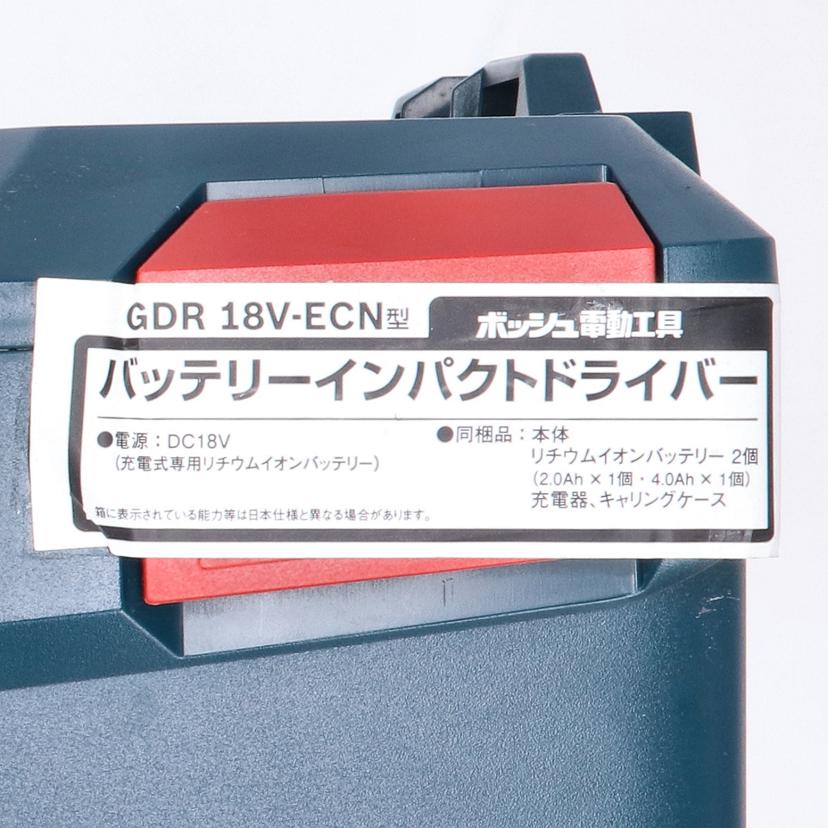 GDR 18V-ECN型 ボッシュ電動工具
バッテリーインパクトドライバー
●電源：DC18V
（充電式専用リチウムイオンバッテリー）
●同梱品：本体
リチウムイオンバッテリー 2個
（2.0Ah × 1個・4.0Ah × 1個）
充電器、キャリングケース
箱に表示されている能力等は日本仕様と異なる場合があります。